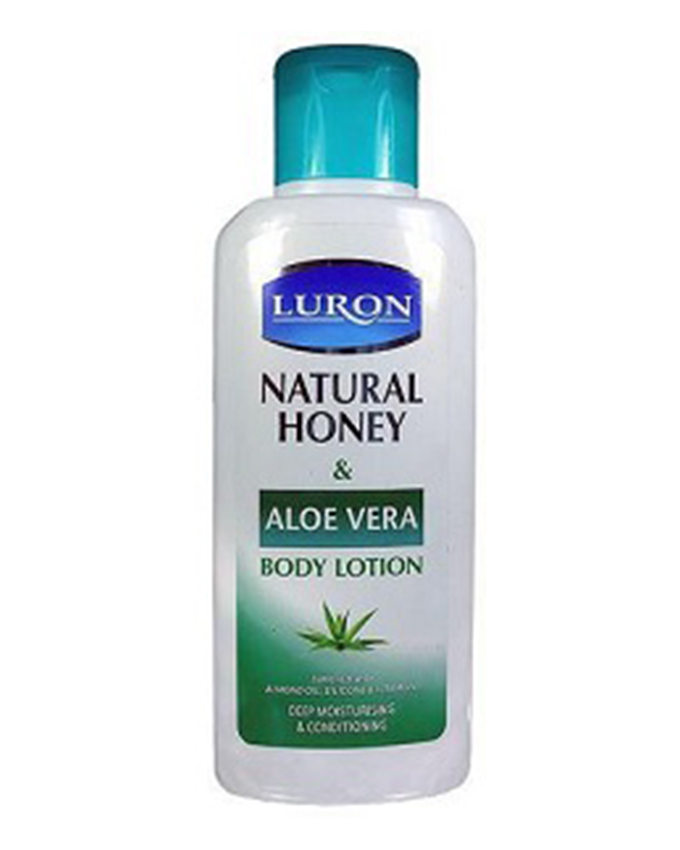 LURON
NATURAL
HONEY
&
ALOE VERA
BODY LOTION
DEEP MOISTURISING
& CONDITIONING